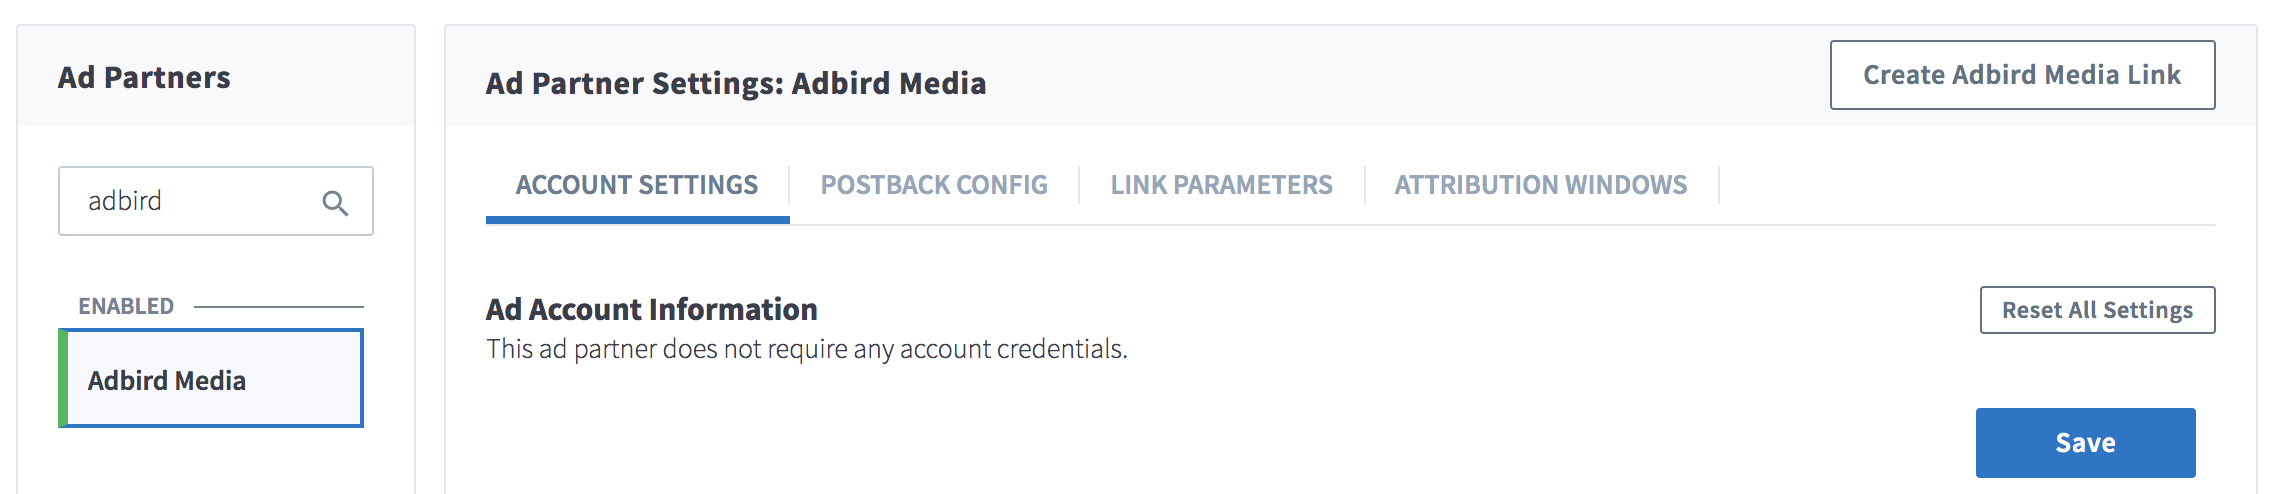 Ad Partners
adbird
ENABLED
Adbird Media
Ad Partner Settings: Adbird Media
Create Adbird Media Link
ACCOUNT SETTINGS
POSTBACK CONFIG
LINK PARAMETERS
ATTRIBUTION WINDOWS
Ad Account Information
Reset All Settings
This ad partner does not require any account credentials.
Save